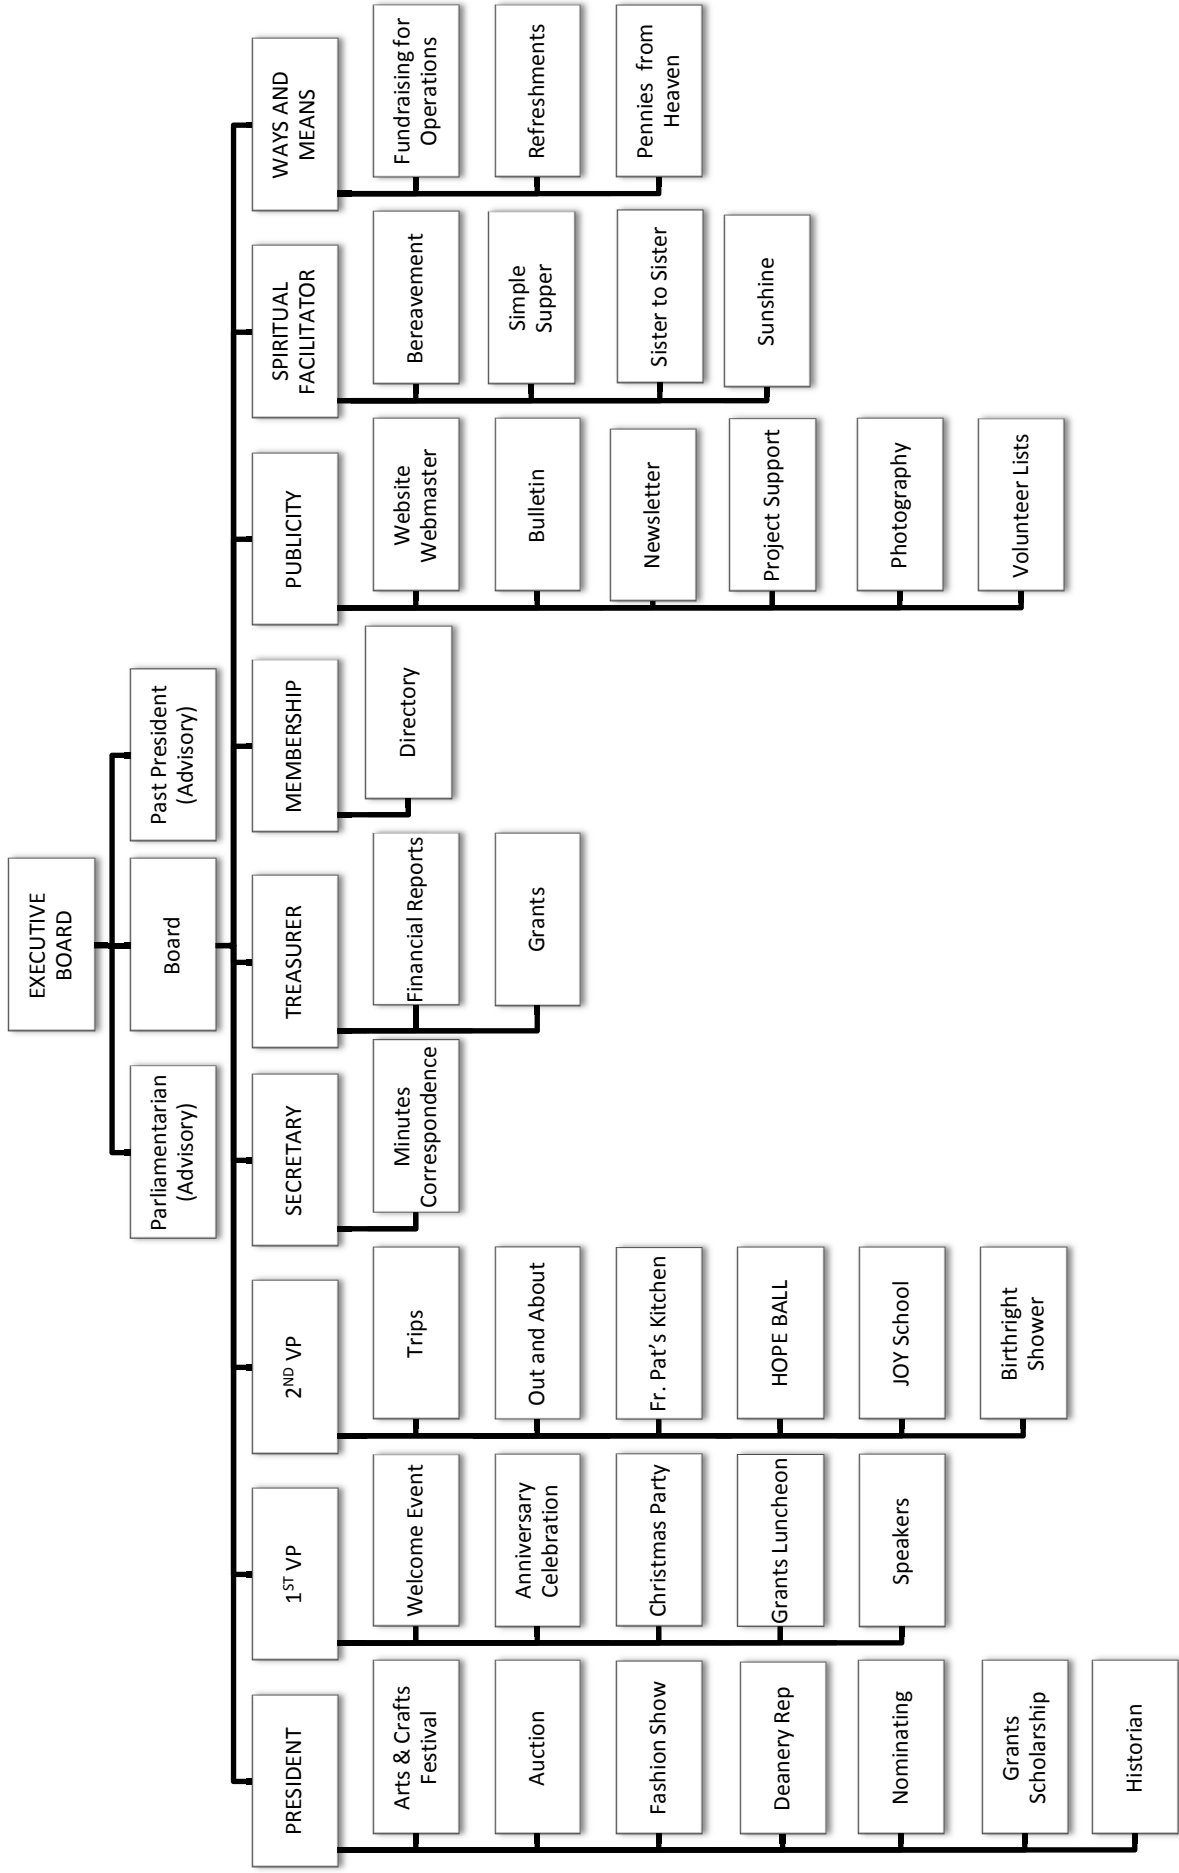 EXECUTIVE
BOARD
Parliamentarian
(Advisory)
Board
Past President
(Advisory)
PRESIDENT
Arts & Crafts
Festival
Auction
Fashion Show
Deanery Rep
Nominating
Grants
Scholarship
Historian
1ST VP
Welcome Event
Anniversary
Celebration
Christmas Party
Grants Luncheon
Speakers
2ND VP
Trips
Out and About
Fr. Pat’s Kitchen
HOPE BALL
JOY School
Birthright
Shower
SECRETARY
Minutes
Correspondence
TREASURER
Financial Reports
Grants
MEMBERSHIP
Directory
PUBLICITY
Website
Webmaster
Bulletin
Newsletter
Project Support
Photography
Volunteer Lists
SPIRITUAL
FACILITATOR
Bereavement
Simple
Supper
Sister to Sister
Sunshine
WAYS AND
MEANS
Fundraising for
Operations
Refreshments
Pennies from
Heaven